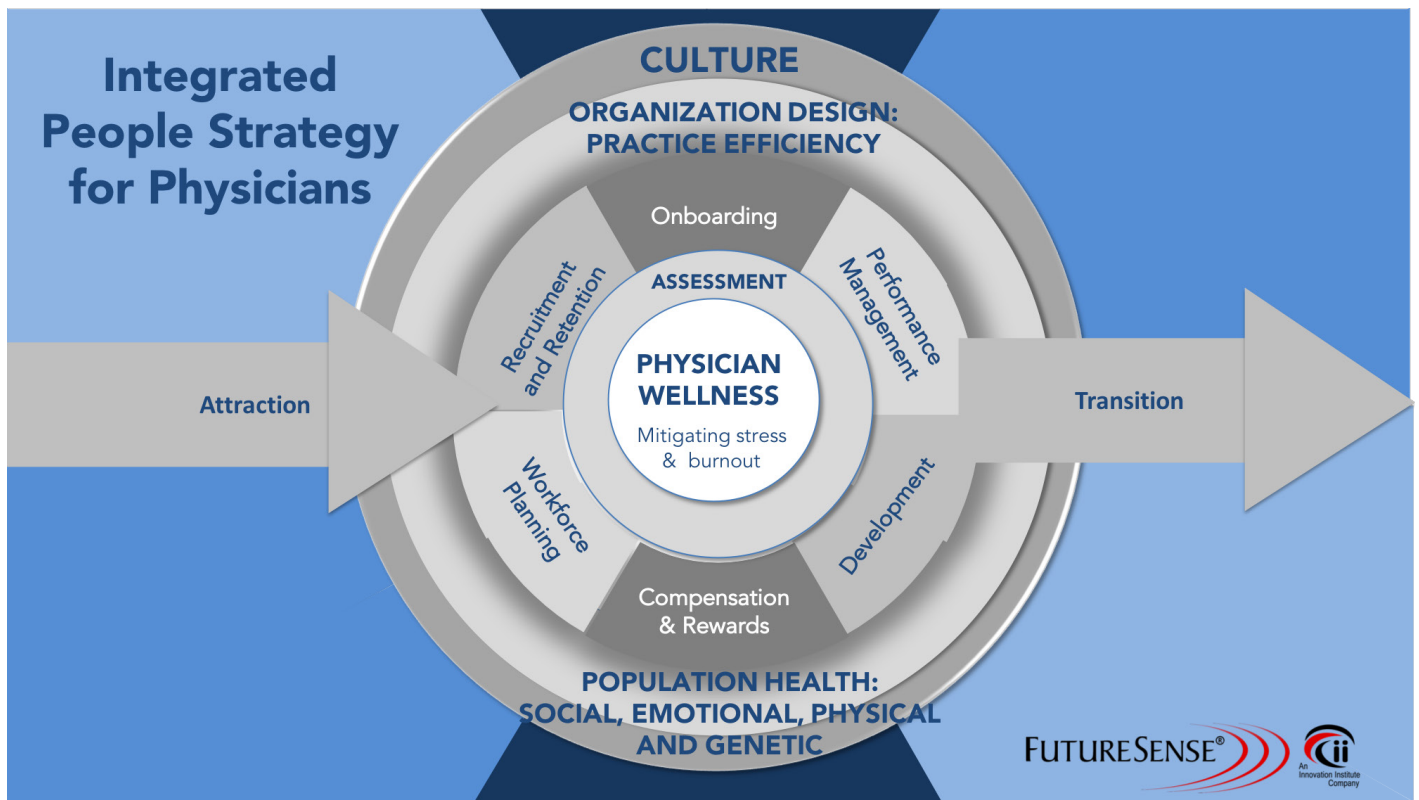 Integrated
People Strategy
for Physicians
CULTURE
ORGANIZATION DESIGN:
PRACTICE EFFICIENCY
Onboarding
Recruitment
and Retention
ASSESSMENT
Performance
Management
PHYSICIAN
WELLNESS
Mitigating stress
& burnout
Attraction
Transition
Workforce
Planning
Development
Compensation
& Rewards
POPULATION HEALTH:
SOCIAL, EMOTIONAL, PHYSICAL
AND GENETIC
FUTURESENSE®
cii
An
Innovation Institute
Company